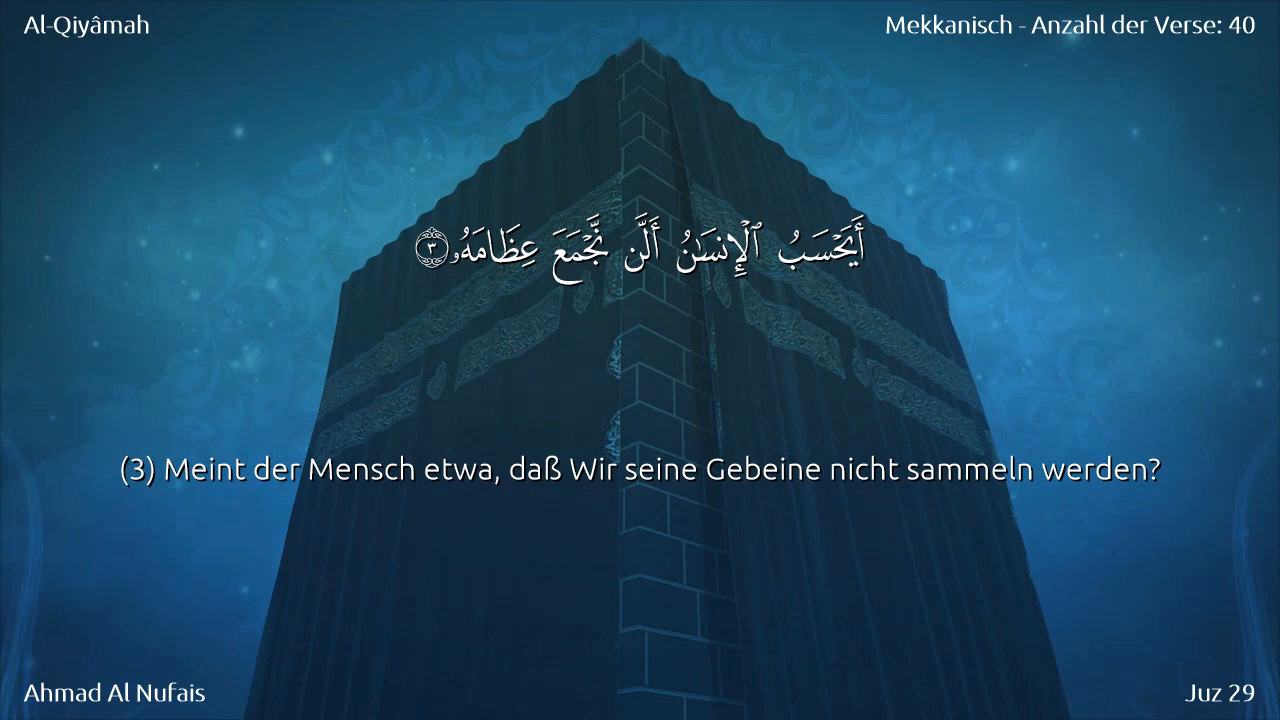 Al-Qiyâmah
Mekkanisch - Anzahl der Verse: 40
أَيَحۡسَبُ ٱلۡإِنسَٰنُ أَلَّن نَّجۡمَعَ عِظَامَهُۥ ٣
(3) Meint der Mensch etwa, daß Wir seine Gebeine nicht sammeln werden?
Ahmad Al Nufais
Juz 29